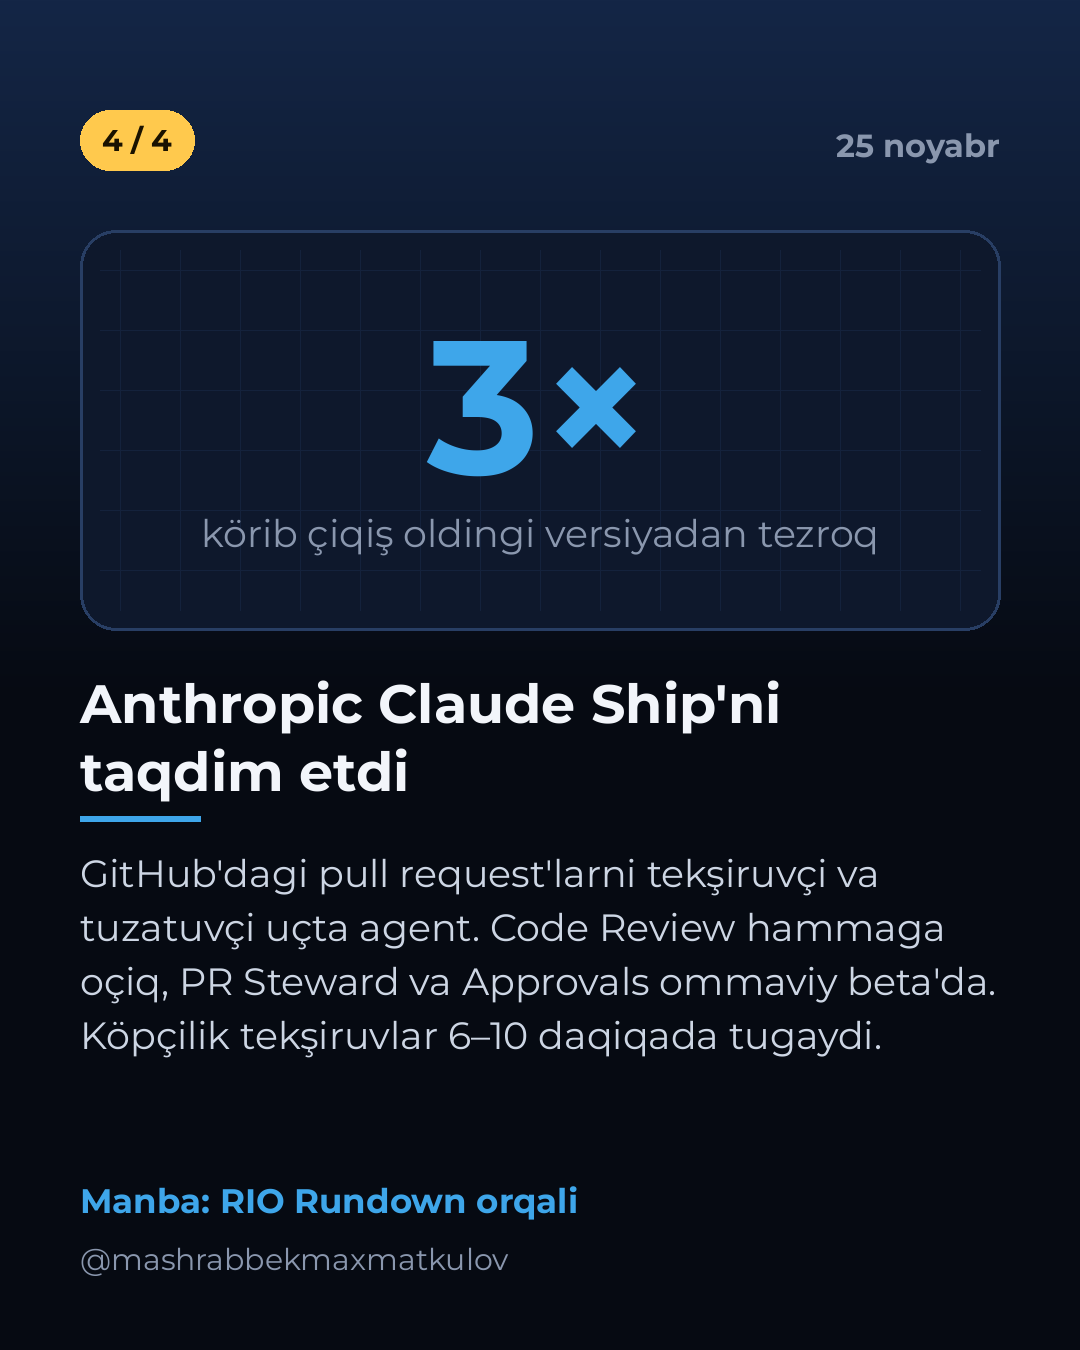 4 / 4
25 noyabr
3×
körib çiqiş oldingi versiyadan tezroq
Anthropic Claude Ship'ni
taqdim etdi
GitHub'dagi pull request'larni tekşiruvçi va
tuzatuvçi uçta agent. Code Review hammaga
oçiq, PR Steward va Approvals ommaviy beta'da.
Köpçilik tekşiruvlar 6–10 daqiqada tugaydi.
Manba: RIO Rundown orqali
@mashrabbekmaxmatkulov